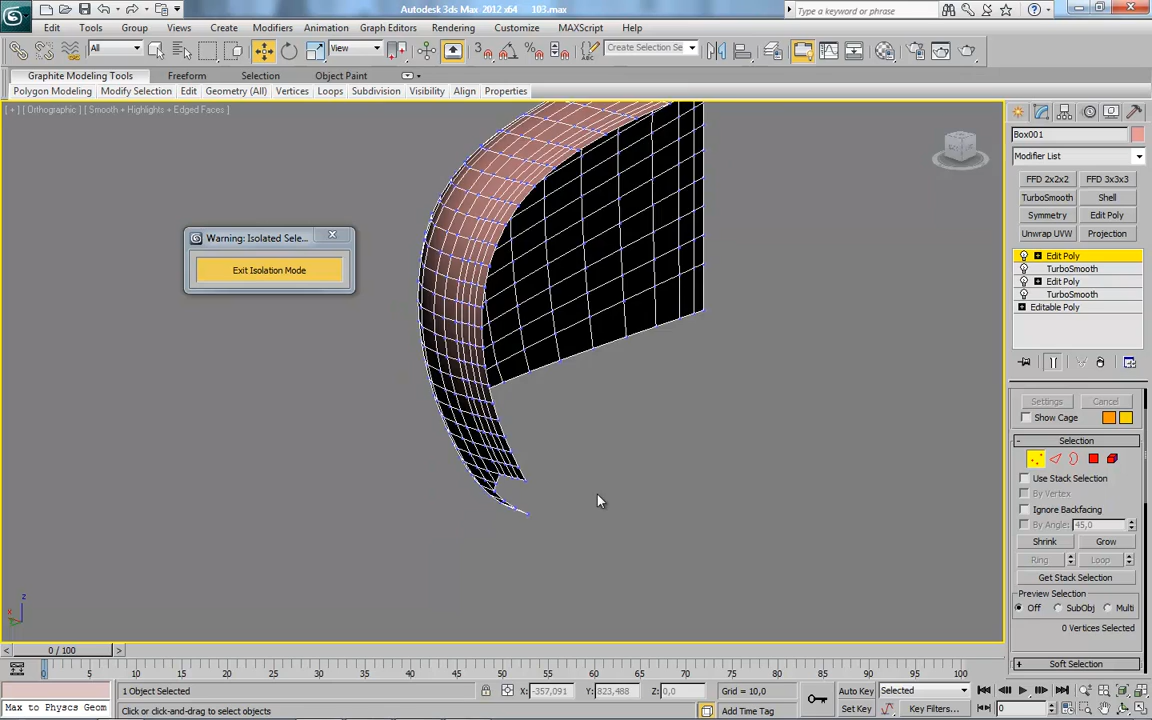 Autodesk 3ds Max 2012 x64    103.max
Type a keyword or phrase
Edit Tools Group Views Create Modifiers Animation Graph Editors Rendering Customize MAXScript Help
All View Create Selection Se
Graphite Modeling Tools Freeform Selection Object Paint
Polygon Modeling Modify Selection Edit Geometry (All) Vertices Loops Subdivision Visibility Align Properties
[ + ] [ Orthographic ] [ Smooth + Highlights + Edged Faces ]
Box001
Modifier List
FFD 2x2x2 FFD 3x3x3
TurboSmooth Shell
Symmetry Edit Poly
Unwrap UVW Projection
Edit Poly
TurboSmooth
Edit Poly
TurboSmooth
Editable Poly
Warning: Isolated Sele...
Exit Isolation Mode
Settings Cancel
Show Cage
- Selection
Use Stack Selection
By Vertex
Ignore Backfacing
By Angle: 45,0
Shrink Grow
Ring Loop
Get Stack Selection
Preview Selection
Off SubObj Multi
0 Vertices Selected
+ Soft Selection
z
x
< 0 / 100 >
0 5 10 15 20 25 30 35 40 45 50 55 60 65 70 75 80 85 90 95 100
1 Object Selected X: -357,091 Y: 823,488 Z: 0,0 Grid = 10,0 Auto Key Selected
Max to Physcs Geom Click or click-and-drag to select objects Add Time Tag Set Key Key Filters... 0